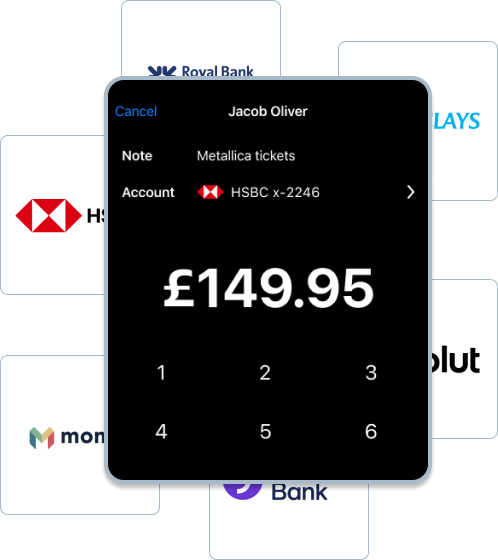 Royal Bank
LAYS
Cancel Jacob Oliver
Note Metallica tickets
Account HSBC x-2246
HS
£149.95
1 2 3
olut
4 5 6
mon
Bank